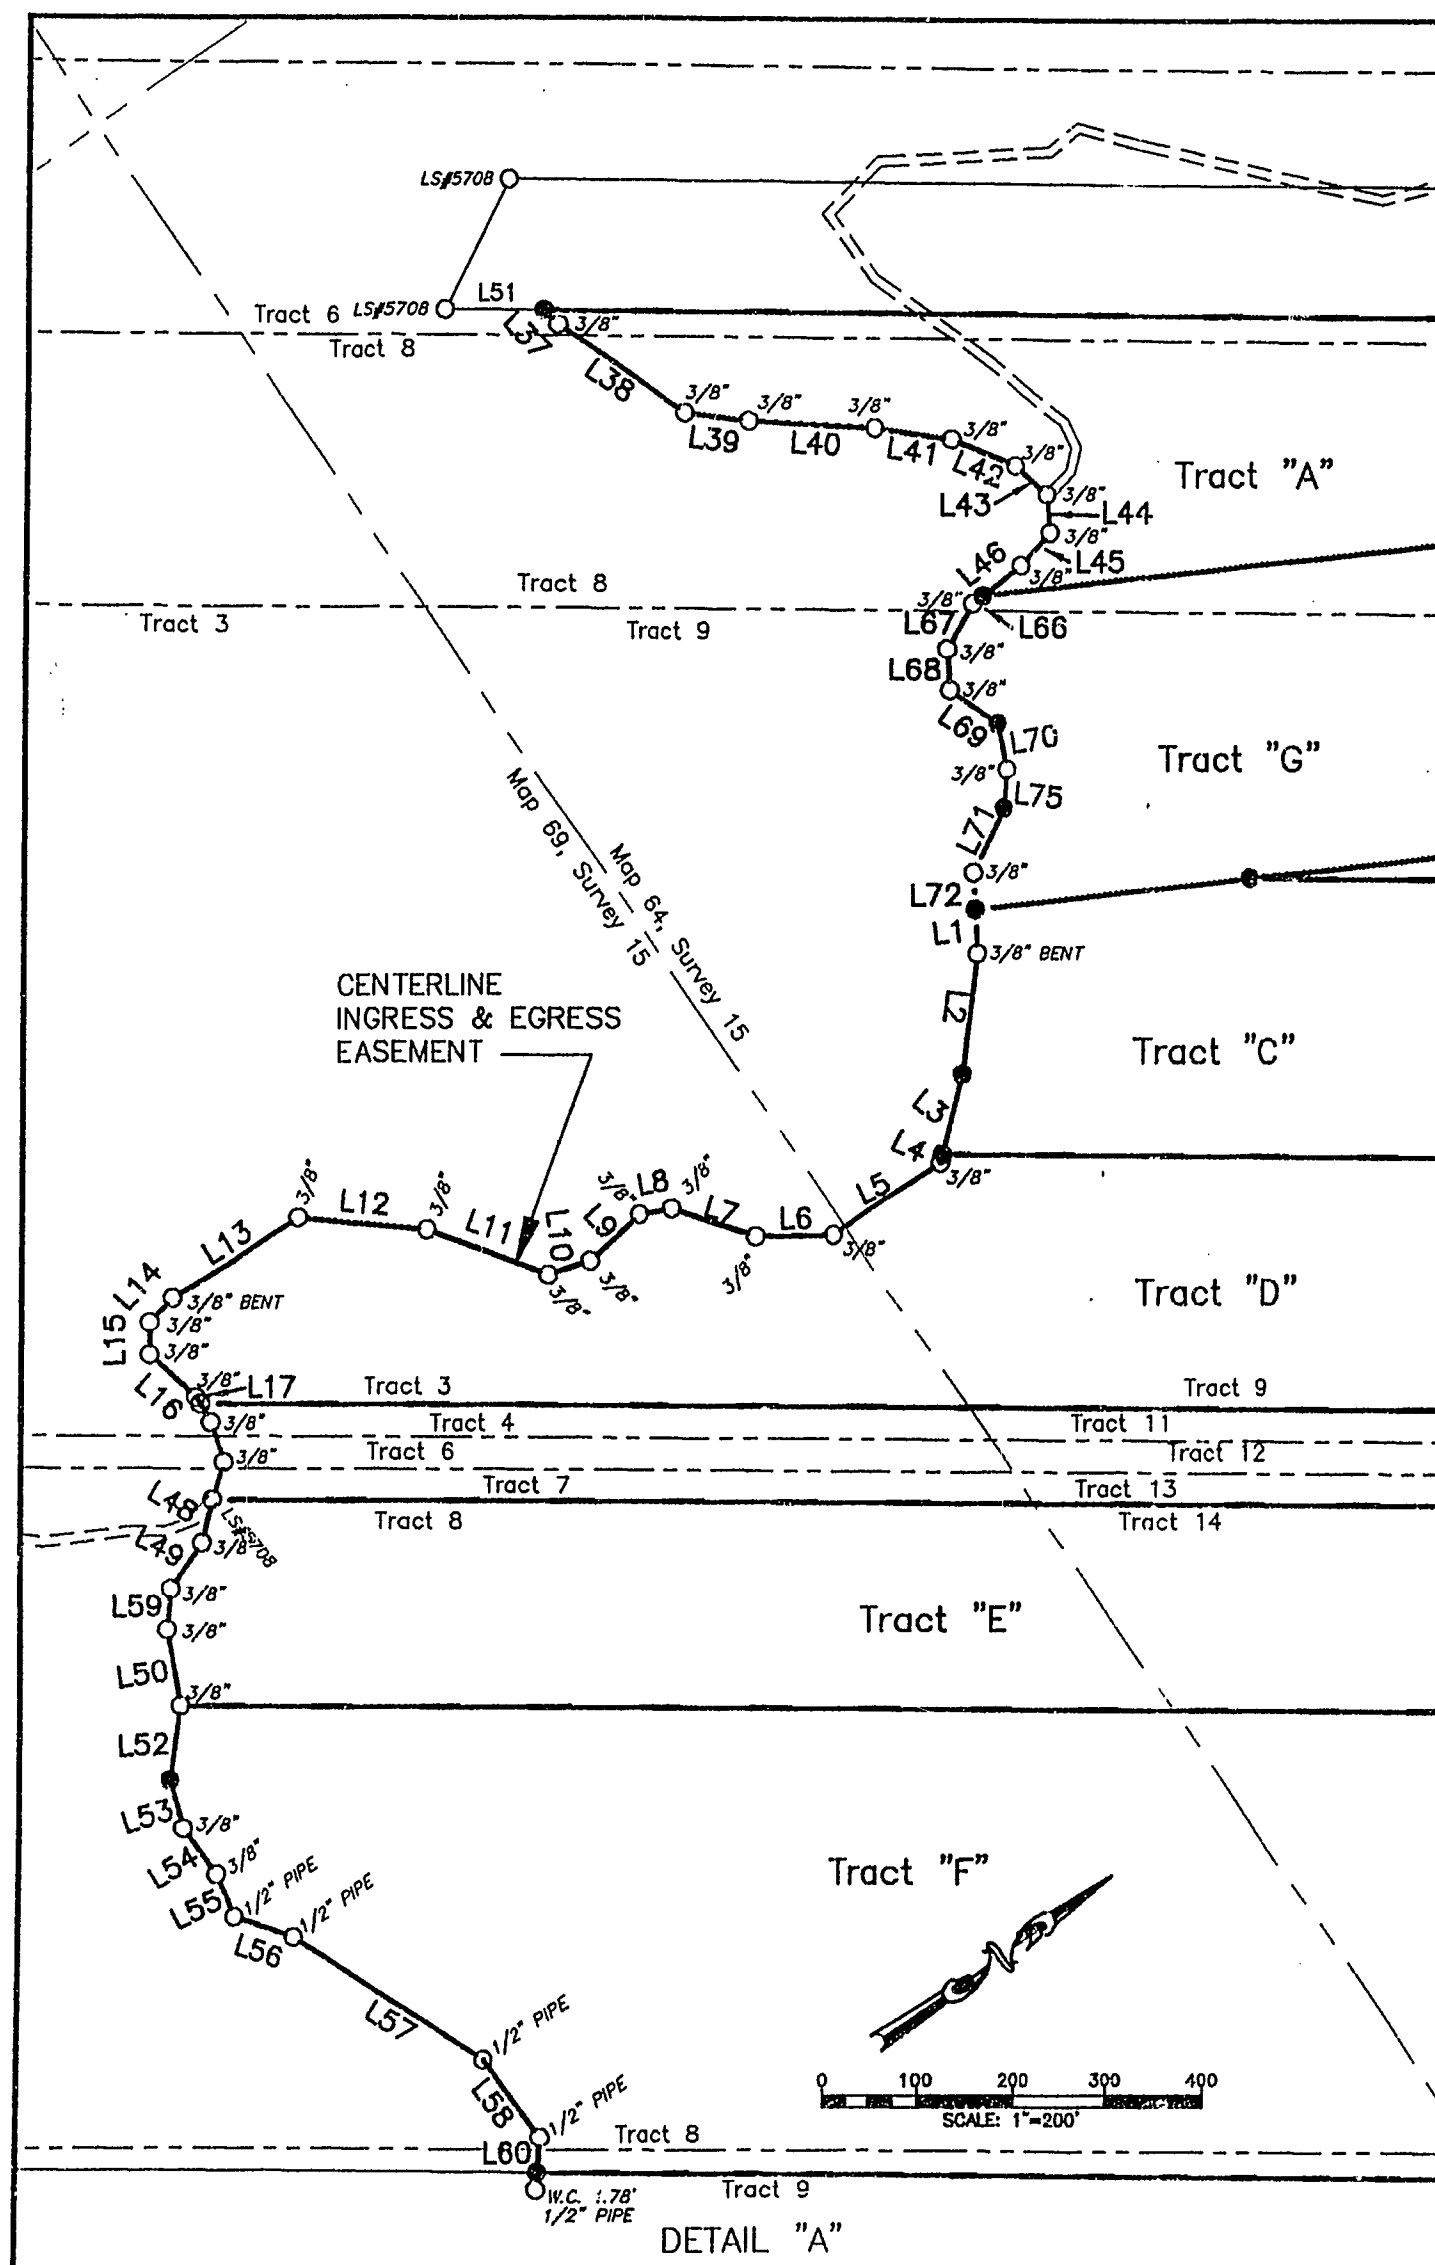 LS#5708
L51
Tract 6
LS#5708
L37
3/8"
Tract 8
L38
3/8"
3/8"
3/8"
L39
L40
L41
3/8"
L42
3/8"
Tract "A"
L43
3/8"
L44
3/8"
L45
L46
3/8"
Tract 8
3/8"
Tract 3
Tract 9
L67
L66
3/8"
L68
3/8"
L69
L70
Tract "G"
3/8"
L75
L71
Map 69, Survey 15
Map 64, Survey 15
3/8"
L72
L1
3/8" BENT
CENTERLINE
INGRESS & EGRESS
EASEMENT
L2
Tract "C"
L3
L4
3/8"
L5
3/8"
L12
3/8"
L11
L10
L9
3/8"
L8
3/8"
L7
L6
3/8"
L13
3/8"
3/8"
3/8"
L14
3/8" BENT
Tract "D"
L15
3/8"
3/8"
L16
3/8"
L17
Tract 3
Tract 9
3/8"
Tract 4
Tract 11
3/8"
Tract 6
Tract 12
L48
Tract 7
Tract 13
LS#5708
Tract 8
Tract 14
L49
3/8"
L59
3/8"
3/8"
Tract "E"
L50
3/8"
L52
L53
3/8"
L54
3/8"
Tract "F"
L55
1/2" PIPE
L56
1/2" PIPE
N
L57
1/2" PIPE
0 100 200 300 400
SCALE: 1"=200'
L58
1/2" PIPE
Tract 8
L60
W.C. 1.78'
1/2" PIPE
Tract 9
DETAIL "A"